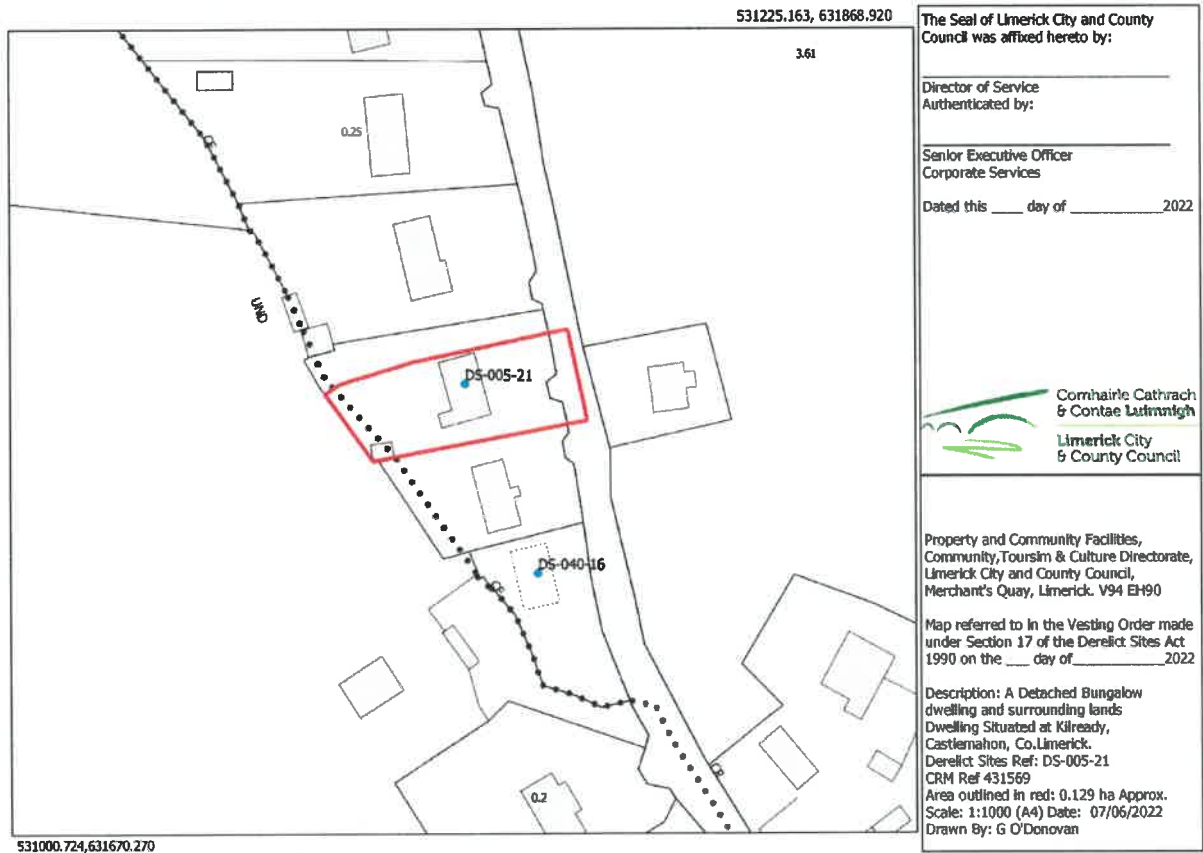 531225.163, 631868.920
3.61
0.25
CF
UND
DS-005-21
DS-040-16
CF
CR
0.2
531000.724,631670.270
The Seal of Limerick City and County
Council was affixed hereto by:
Director of Service
Authenticated by:
Senior Executive Officer
Corporate Services
Dated this ____ day of __________ 2022
Comhairle Cathrach
& Contae Luimnigh
Limerick City
& County Council
Property and Community Facilities,
Community,Toursim & Culture Directorate,
Limerick City and County Council,
Merchant's Quay, Limerick. V94 EH90
Map referred to in the Vesting Order made
under Section 17 of the Derelict Sites Act
1990 on the ___ day of__________2022
Description: A Detached Bungalow
dwelling and surrounding lands
Dwelling Situated at Kilready,
Castlemahon, Co.Limerick.
Derelict Sites Ref: DS-005-21
CRM Ref 431569
Area outlined in red: 0.129 ha Approx.
Scale: 1:1000 (A4) Date: 07/06/2022
Drawn By: G O'Donovan